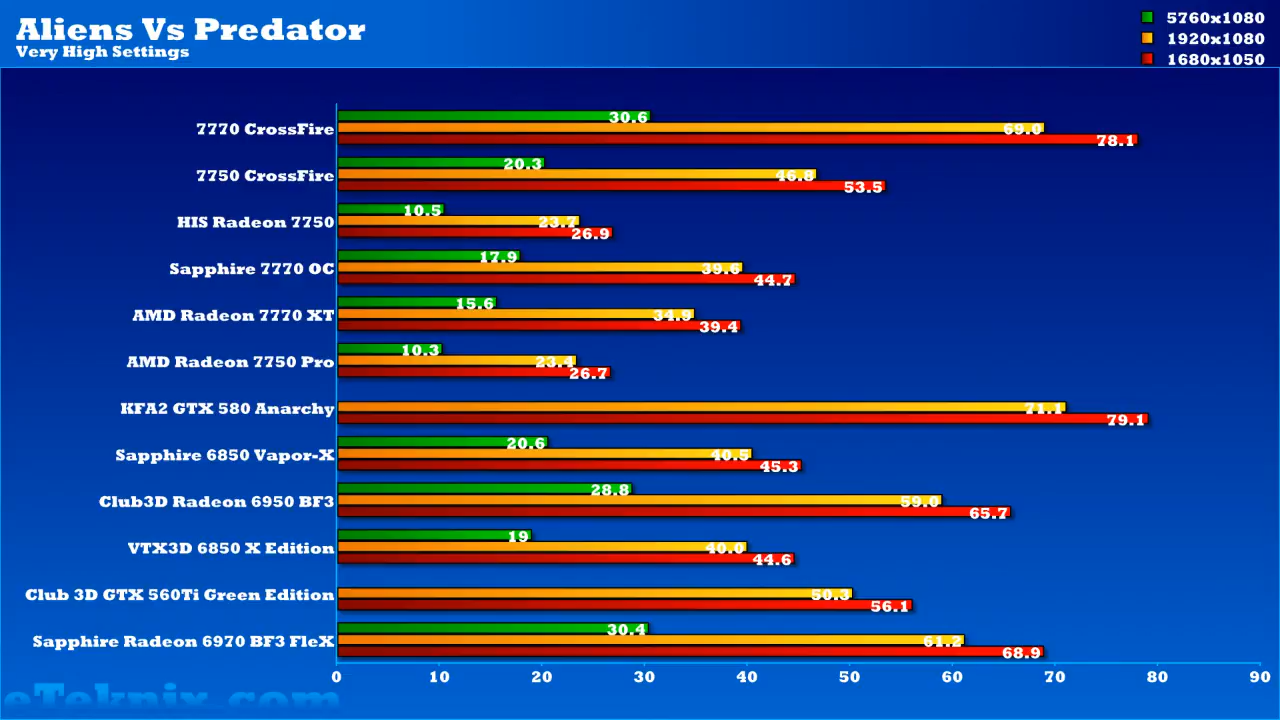 Aliens Vs Predator
Very High Settings
5760x1080
1920x1080
1680x1050
7770 CrossFire
30.6
69.0
78.1
7750 CrossFire
20.3
46.8
53.5
HIS Radeon 7750
10.5
23.7
26.9
Sapphire 7770 OC
17.9
39.6
44.7
AMD Radeon 7770 XT
15.6
34.9
39.4
AMD Radeon 7750 Pro
10.3
23.4
26.7
KFA2 GTX 580 Anarchy
71.1
79.1
Sapphire 6850 Vapor-X
20.6
40.5
45.3
Club3D Radeon 6950 BF3
28.8
59.0
65.7
VTX3D 6850 X Edition
19
40.0
44.6
Club 3D GTX 560Ti Green Edition
50.3
56.1
Sapphire Radeon 6970 BF3 FleX
30.4
61.2
68.9
0 10 20 30 40 50 60 70 80 90
eTeknix.com